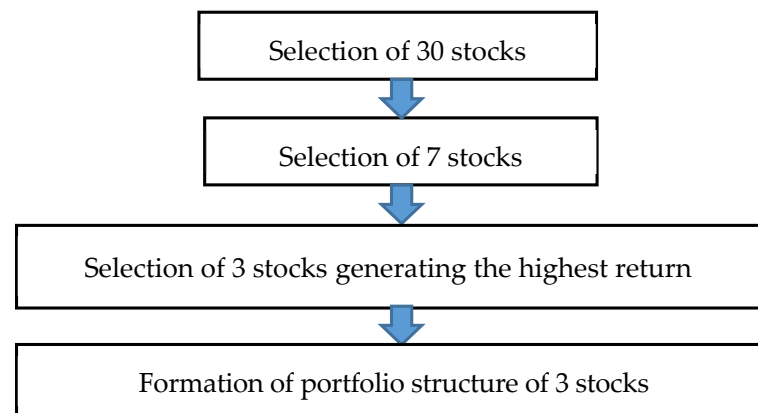 Selection of 30 stocks
Selection of 7 stocks
Selection of 3 stocks generating the highest return
Formation of portfolio structure of 3 stocks